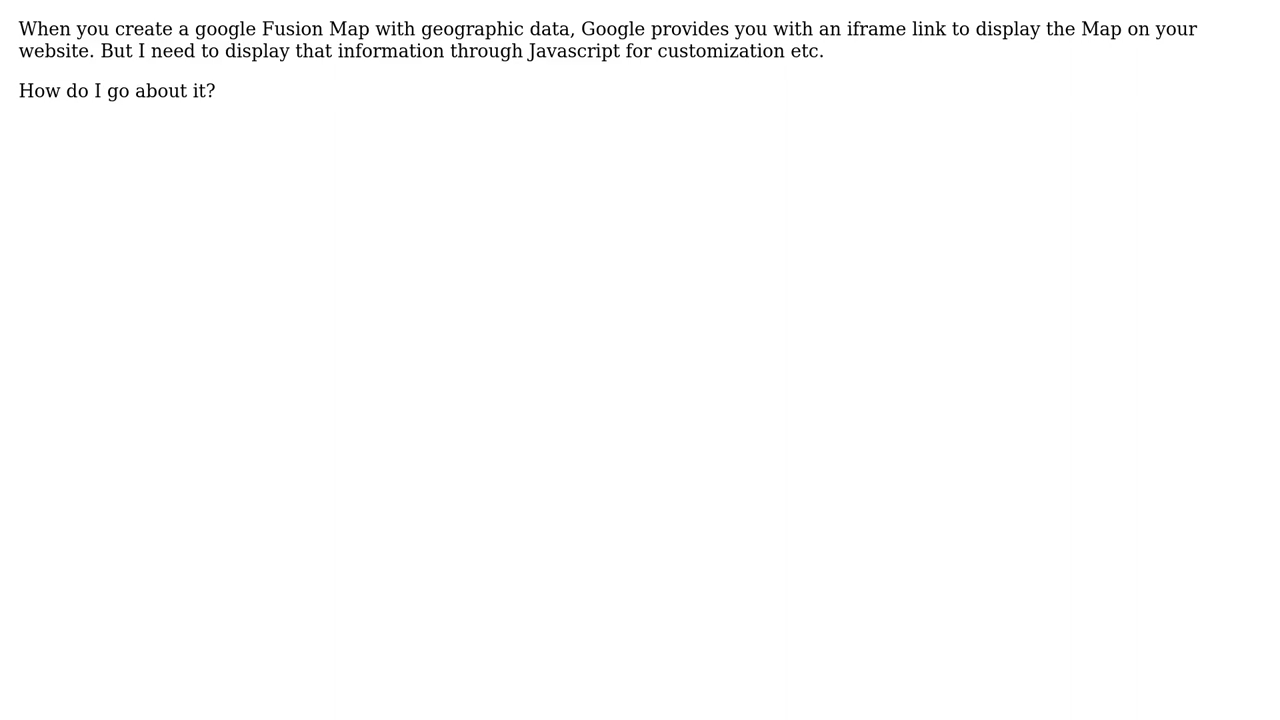 When you create a google Fusion Map with geographic data, Google provides you with an iframe link to display the Map on your
website. But I need to display that information through Javascript for customization etc.
How do I go about it?